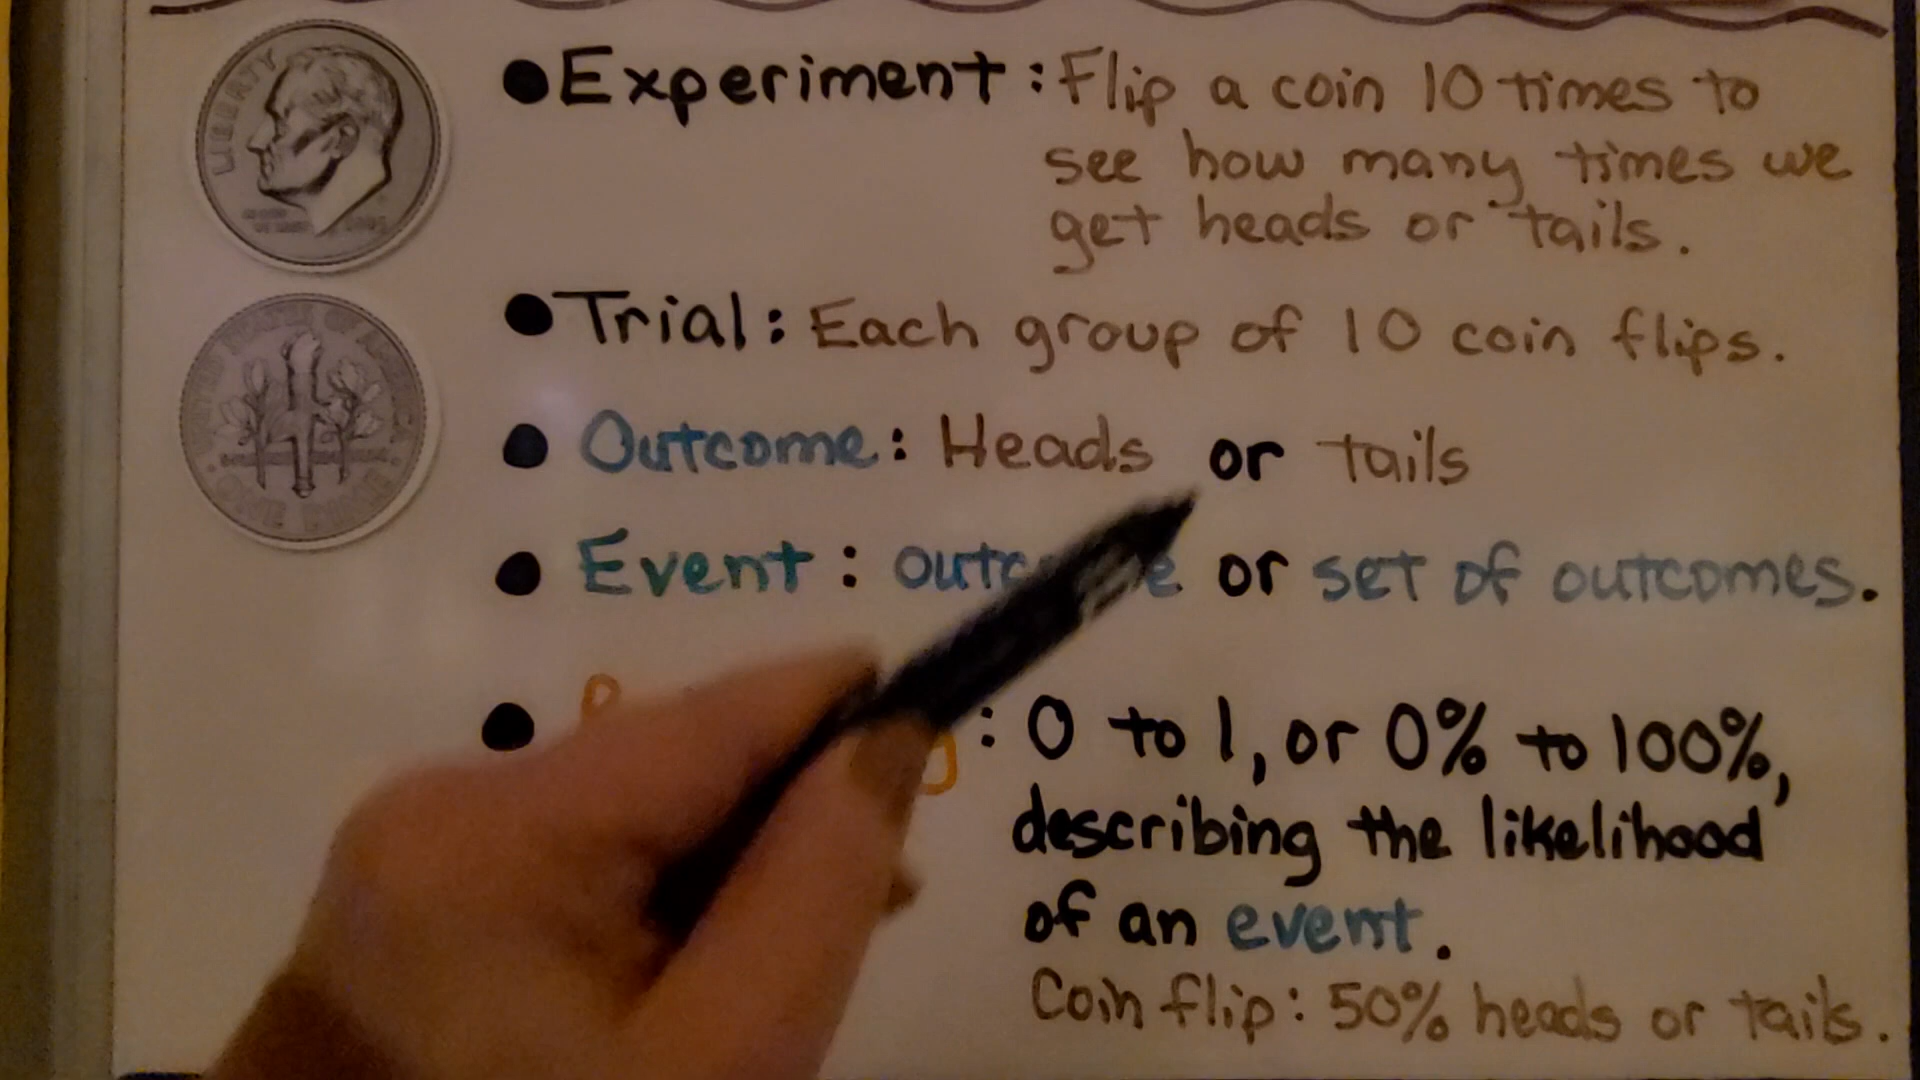 • Experiment: Flip a coin 10 times to
see how many times we
get heads or tails.
• Trial: Each group of 10 coin flips.
• Outcome: Heads or tails
• Event: or set of outcomes.
• : 0 to 1, or 0% to 100%,
describing the likelihood
of an event.
Coin flip: 50% heads or tails.
LIBERTY